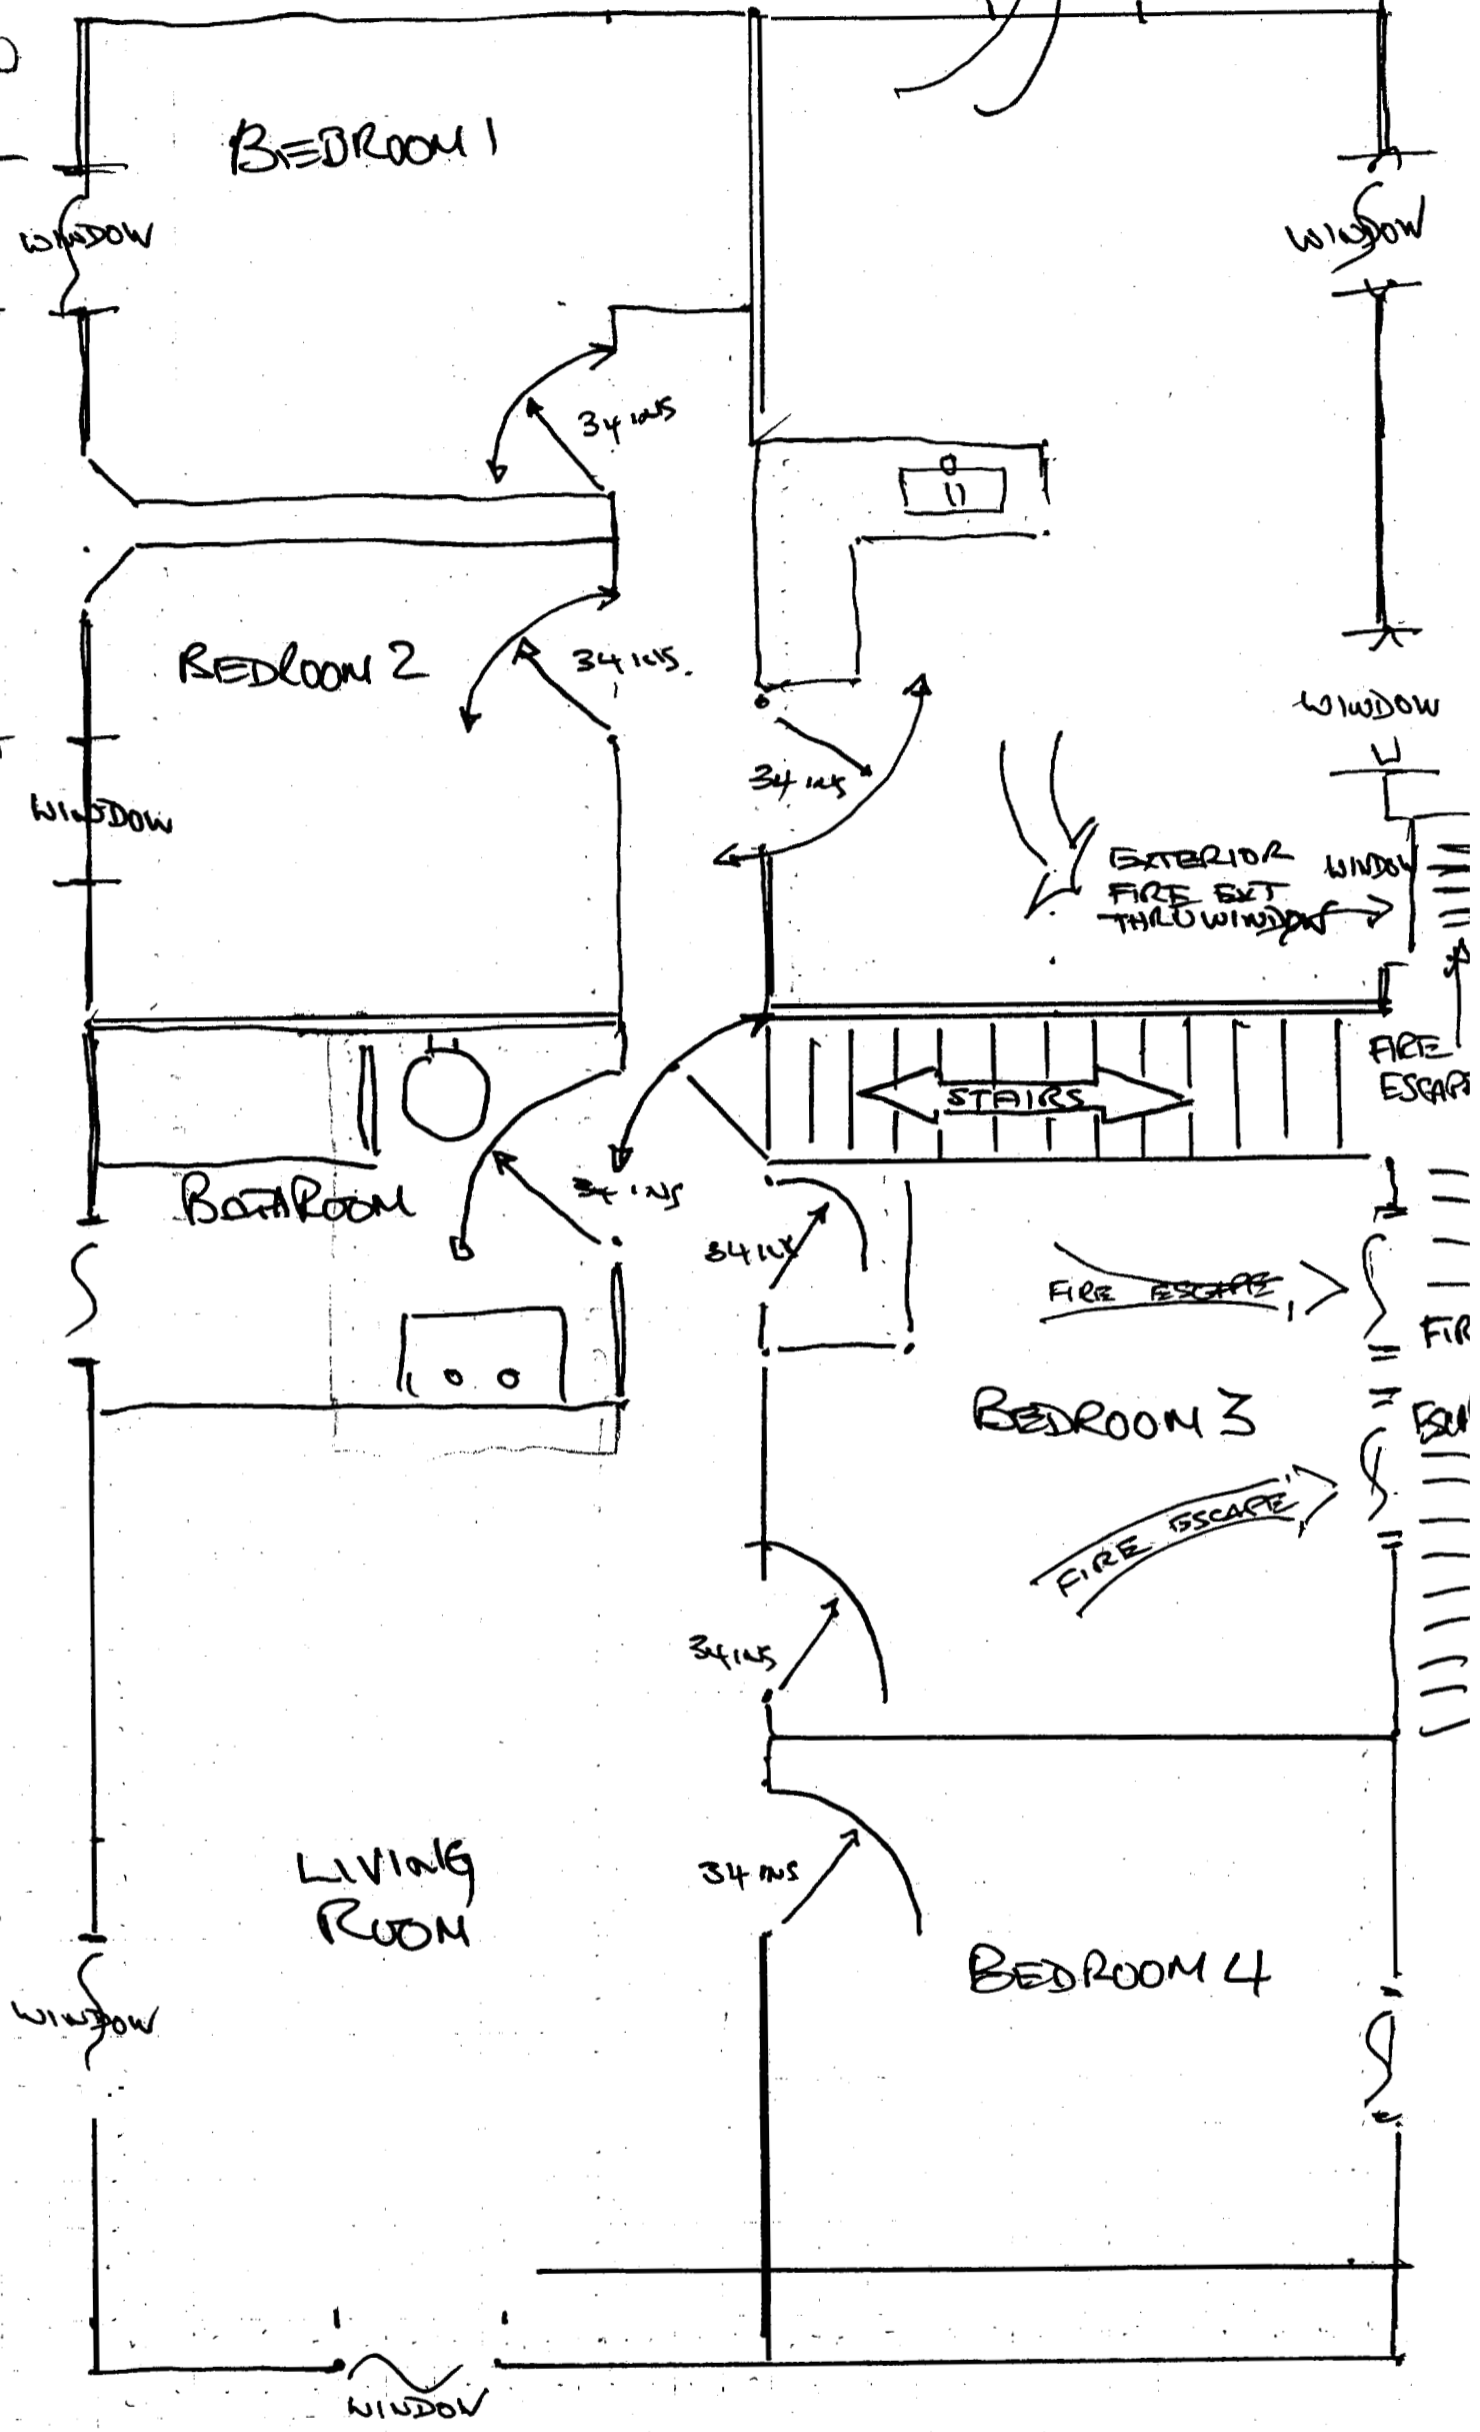 BEDROOM 1
WINDOW
WINDOW
34 INS
BEDROOM 2
34 INS.
WINDOW
34 INS
WINDOW
EXTERIOR
FIRE EXT
THRU WINDOW
WINDOW
FIRE
ESCAPE
STAIRS
BATHROOM
34 INS
34 INS
FIRE ESCAPE
FIR
BEDROOM 3
FIRE ESCAPE
34 INS
LIVING
ROOM
34 INS
BEDROOM 4
WINDOW
WINDOW